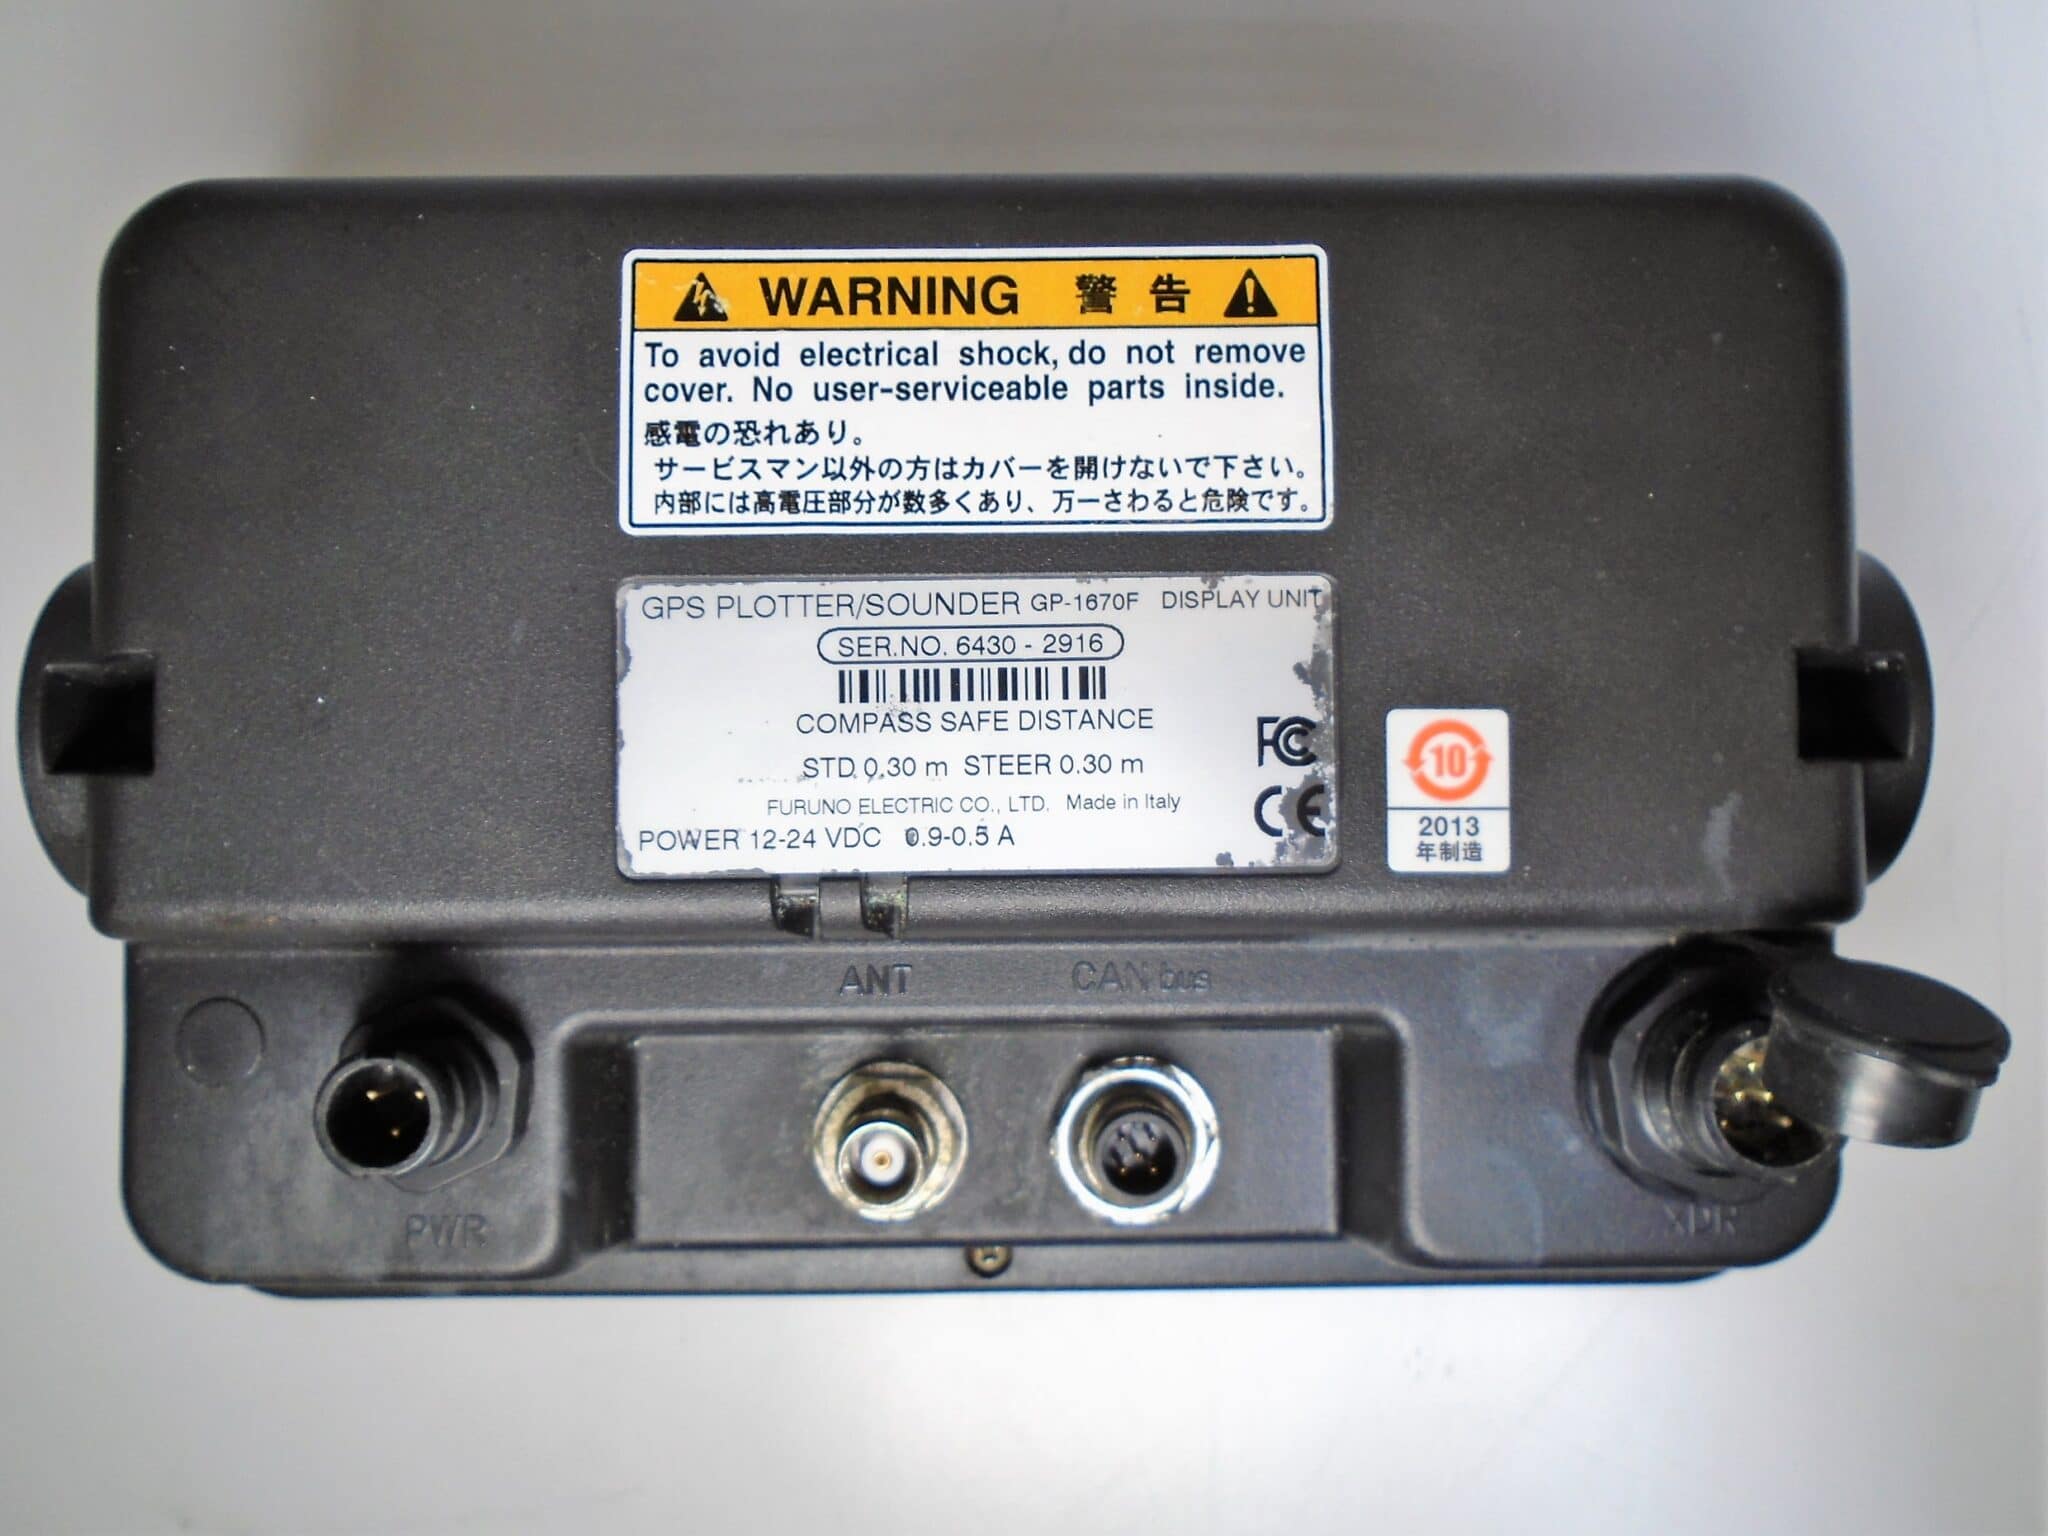 WARNING 警告
To avoid electrical shock, do not remove
cover. No user-serviceable parts inside.
感電の恐れあり。
サービスマン以外の方はカバーを開けないで下さい。
内部には高電圧部分が数多くあり、万一さわると危険です。
GPS PLOTTER/SOUNDER GP-1670F DISPLAY UNIT
SER.NO. 6430 - 2916
COMPASS SAFE DISTANCE
STD 0.30 m STEER 0.30 m
FURUNO ELECTRIC CO., LTD. Made in Italy
POWER 12-24 VDC 0.9-0.5 A
FC
CE
10
2013
年制造
ANT CAN bus
PWR
XDR